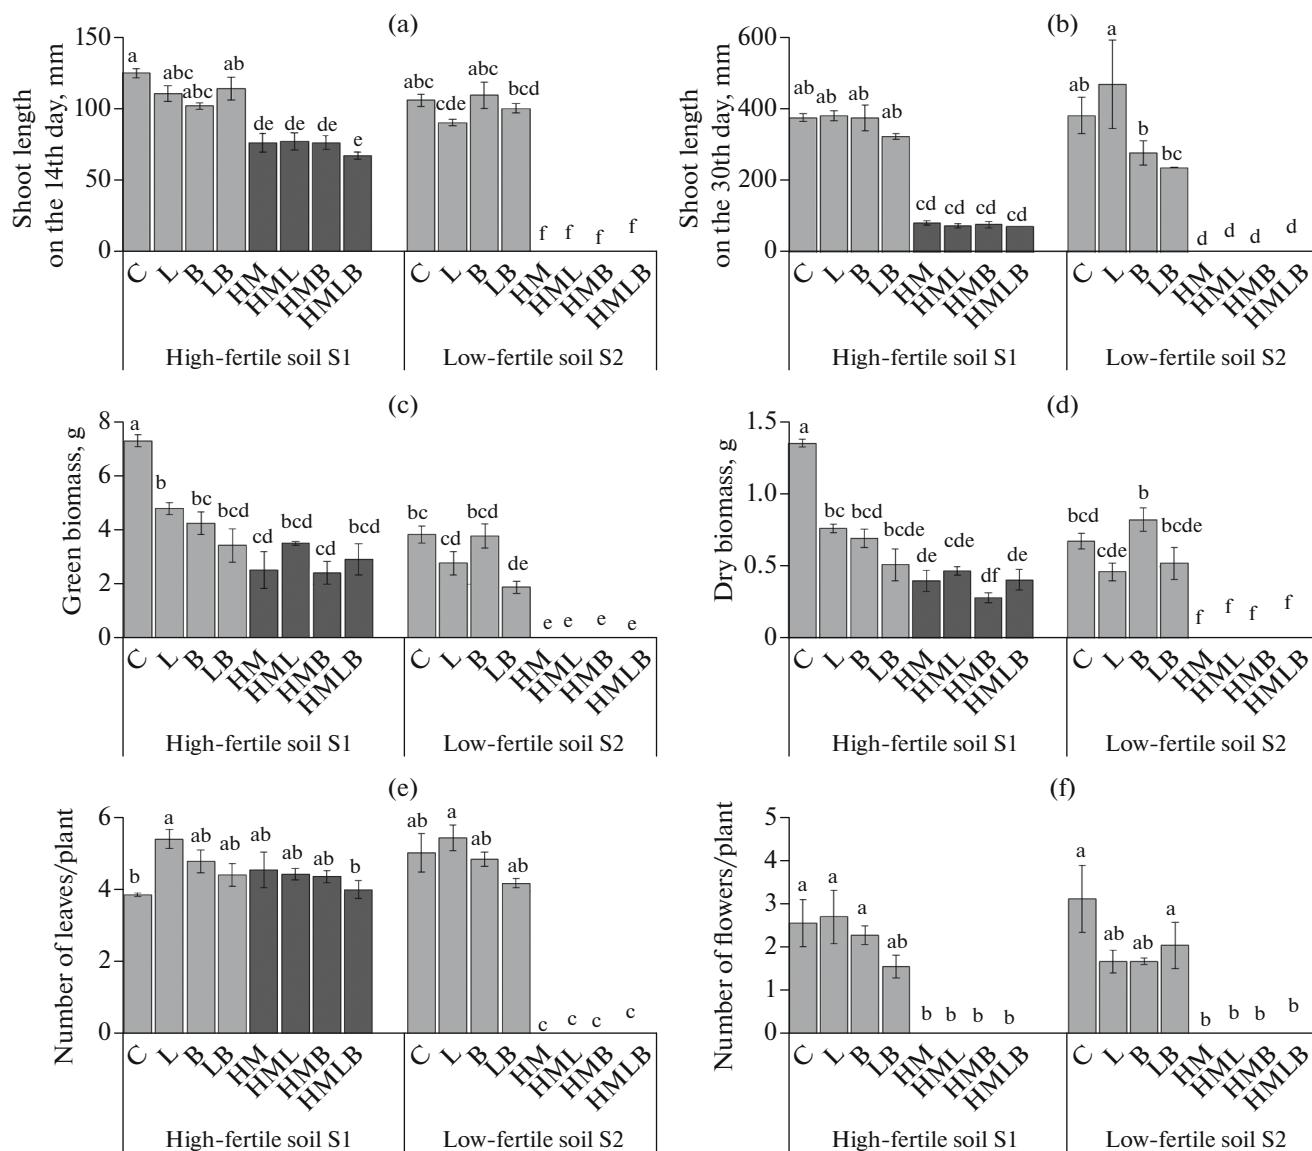 (a)
Shoot length
on the 14th day, mm
150
100
50
0
a
abc
abc
ab
de
de
de
e
abc
cde
abc
bcd
f
f
f
f
C
L
B
LB
HM
HML
HMB
HMLB
C
L
B
LB
HM
HML
HMB
HMLB
High-fertile soil S1
Low-fertile soil S2
(b)
Shoot length
on the 30th day, mm
600
400
200
0
ab
ab
ab
ab
cd
cd
cd
cd
ab
a
b
bc
d
d
d
d
C
L
B
LB
HM
HML
HMB
HMLB
C
L
B
LB
HM
HML
HMB
HMLB
High-fertile soil S1
Low-fertile soil S2
(c)
Green biomass, g
8
6
4
2
0
a
b
bc
bcd
cd
bcd
cd
bcd
bc
cd
bcd
de
e
e
e
e
C
L
B
LB
HM
HML
HMB
HMLB
C
L
B
LB
HM
HML
HMB
HMLB
High-fertile soil S1
Low-fertile soil S2
(d)
Dry biomass, g
1.5
1.0
0.5
0
a
bc
bcd
bcde
de
cde
df
de
bcd
cde
b
bcde
f
f
f
f
C
L
B
LB
HM
HML
HMB
HMLB
C
L
B
LB
HM
HML
HMB
HMLB
High-fertile soil S1
Low-fertile soil S2
(e)
Number of leaves/plant
6
4
2
0
b
a
ab
ab
ab
ab
ab
b
ab
a
ab
ab
c
c
c
c
C
L
B
LB
HM
HML
HMB
HMLB
C
L
B
LB
HM
HML
HMB
HMLB
High-fertile soil S1
Low-fertile soil S2
(f)
Number of flowers/plant
5
4
3
2
1
0
a
a
a
ab
b
b
b
b
a
ab
ab
a
b
b
b
b
C
L
B
LB
HM
HML
HMB
HMLB
C
L
B
LB
HM
HML
HMB
HMLB
High-fertile soil S1
Low-fertile soil S2